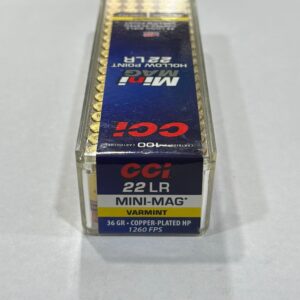 Mini
MAG
HOLLOW POINT
22 LR
CCI
100
CCI
22 LR
MINI-MAG
VARMINT
36 GR - COPPER-PLATED HP
1260 FPS